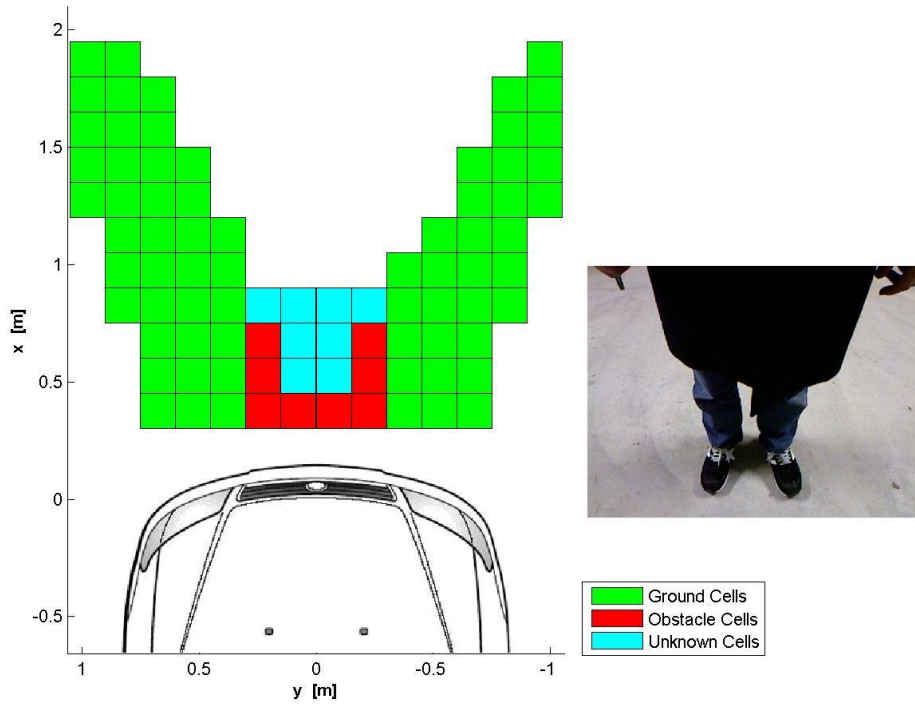 2
1.5
1
0.5
0
-0.5
x [m]
1 0.5 0 -0.5 -1
y [m]
Ground Cells
Obstacle Cells
Unknown Cells